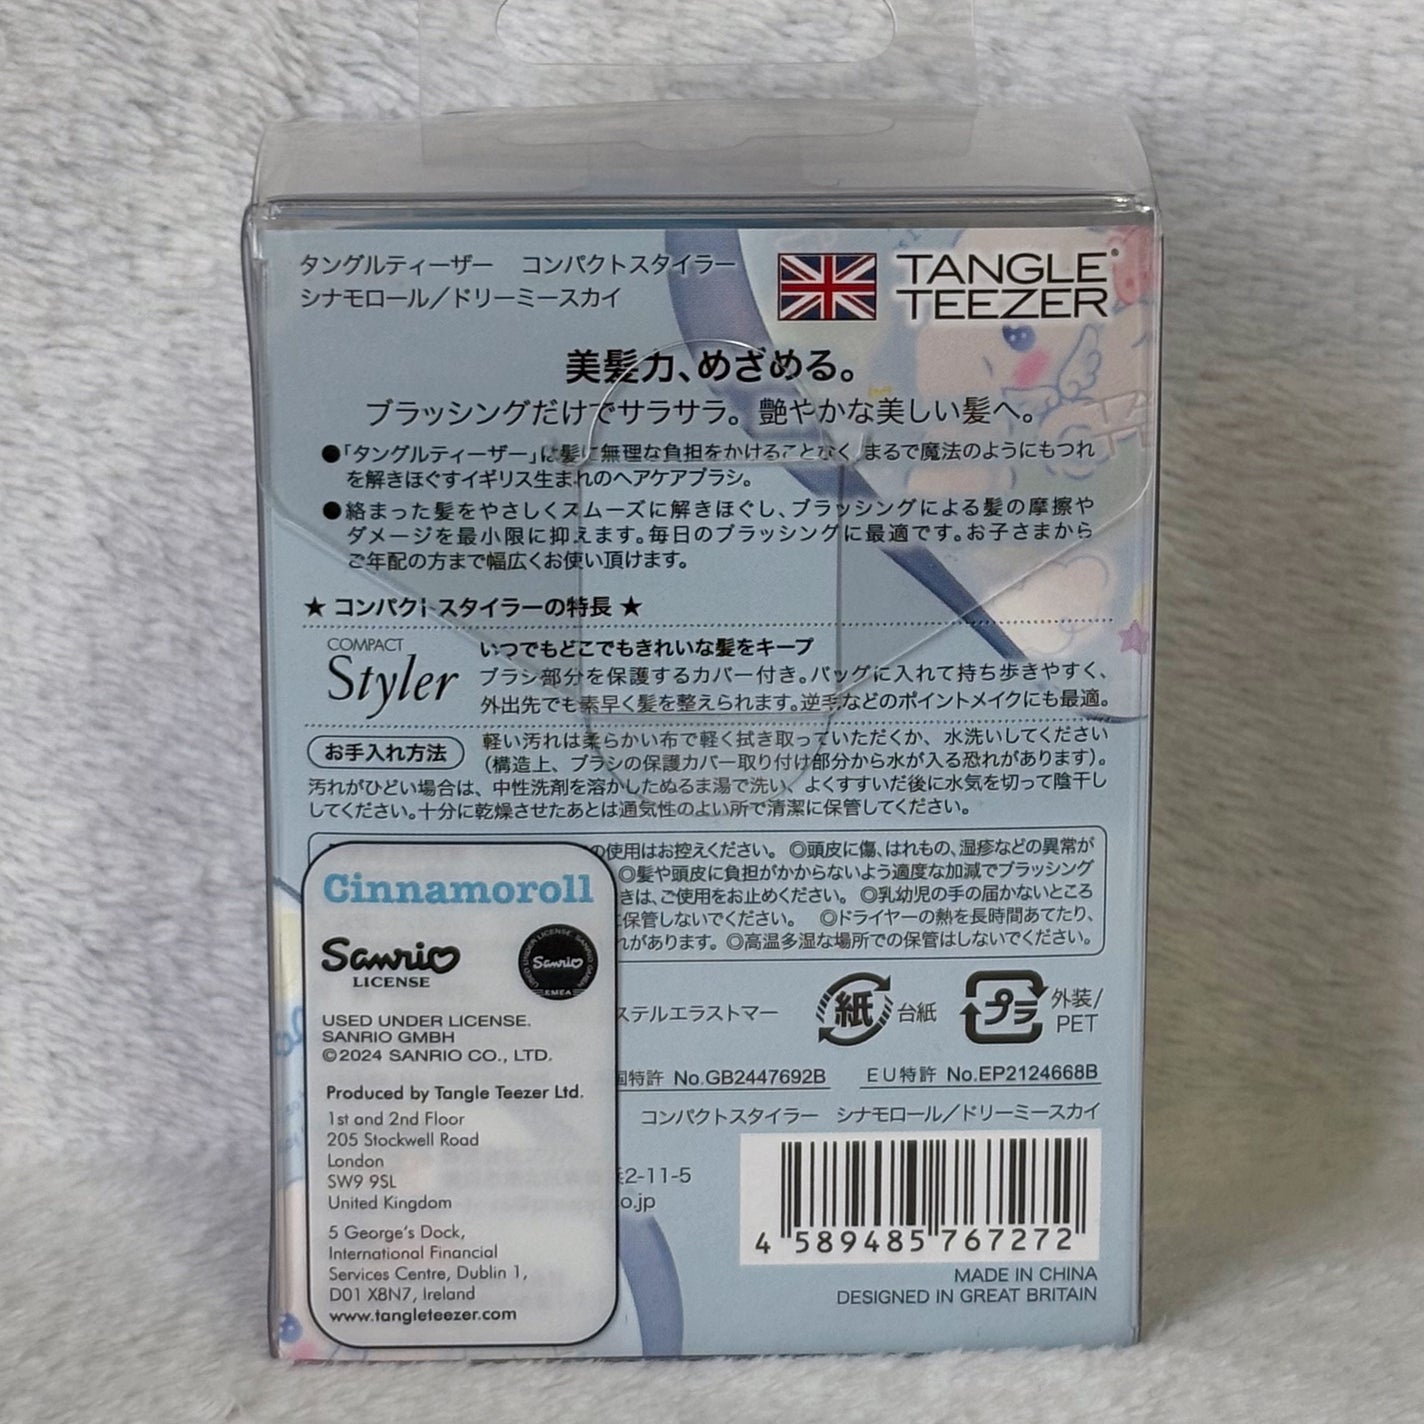 タングルティーザー　コンパクトスタイラー
シナモロール／ドリーミースカイ
TANGLE
TEEZER®
美髪力、めざめる。
ブラッシングだけでサラサラ。艶やかな美しい髪へ。
●「タングルティーザー」は髪に無理な負担をかけることなく まるで魔法のようにもつれ
を解きほぐすイギリス生まれのヘアケアブラシ。
●絡まった髪をやさしくスムーズに解きほぐし、ブラッシングによる髪の摩擦や
ダメージを最小限に抑えます。毎日のブラッシングに最適です。お子さまから
ご年配の方まで幅広くお使い頂けます。
★ コンパクトスタイラーの特長 ★
COMPACT
Styler
いつでもどこでもきれいな髪をキープ
ブラシ部分を保護するカバー付き。バッグに入れて持ち歩きやすく、
外出先でも素早く髪を整えられます。逆毛などのポイントメイクにも最適。
お手入れ方法
軽い汚れは柔らかい布で軽く拭き取っていただくか、水洗いしてください
（構造上、ブラシの保護カバー取り付け部分から水が入る恐れがあります）。
汚れがひどい場合は、中性洗剤を溶かしたぬるま湯で洗い、よくすすいだ後に水気を切って陰干し
してください。十分に乾燥させたあとは通気性のよい所で清潔に保管してください。
の使用はお控えください。 ◎頭皮に傷、はれもの、湿疹などの異常が
◎髪や頭皮に負担がかからないよう適度な加減でブラッシング
きは、ご使用をお止めください。 ◎乳幼児の手の届かないところ
に保管しないでください。 ◎ドライヤーの熱を長時間あてたり、
れがあります。◎高温多湿な場所での保管はしないでください。
ステルエラストマー
紙 台紙
プラ 外装/
PET
国特許 No.GB2447692B
EU特許 No.EP2124668B
コンパクトスタイラー　シナモロール／ドリーミースカイ
2-11-5
o.jp
4 589485 767272
MADE IN CHINA
DESIGNED IN GREAT BRITAIN
Cinnamoroll
Sanrio
LICENSE
USED UNDER LICENSE. SANRIO GMBH
Sanrio
EMEA
USED UNDER LICENSE.
SANRIO GMBH
©2024 SANRIO CO., LTD.
Produced by Tangle Teezer Ltd.
1st and 2nd Floor
205 Stockwell Road
London
SW9 9SL
United Kingdom
5 George's Dock,
International Financial
Services Centre, Dublin 1,
D01 X8N7, Ireland
www.tangleteezer.com